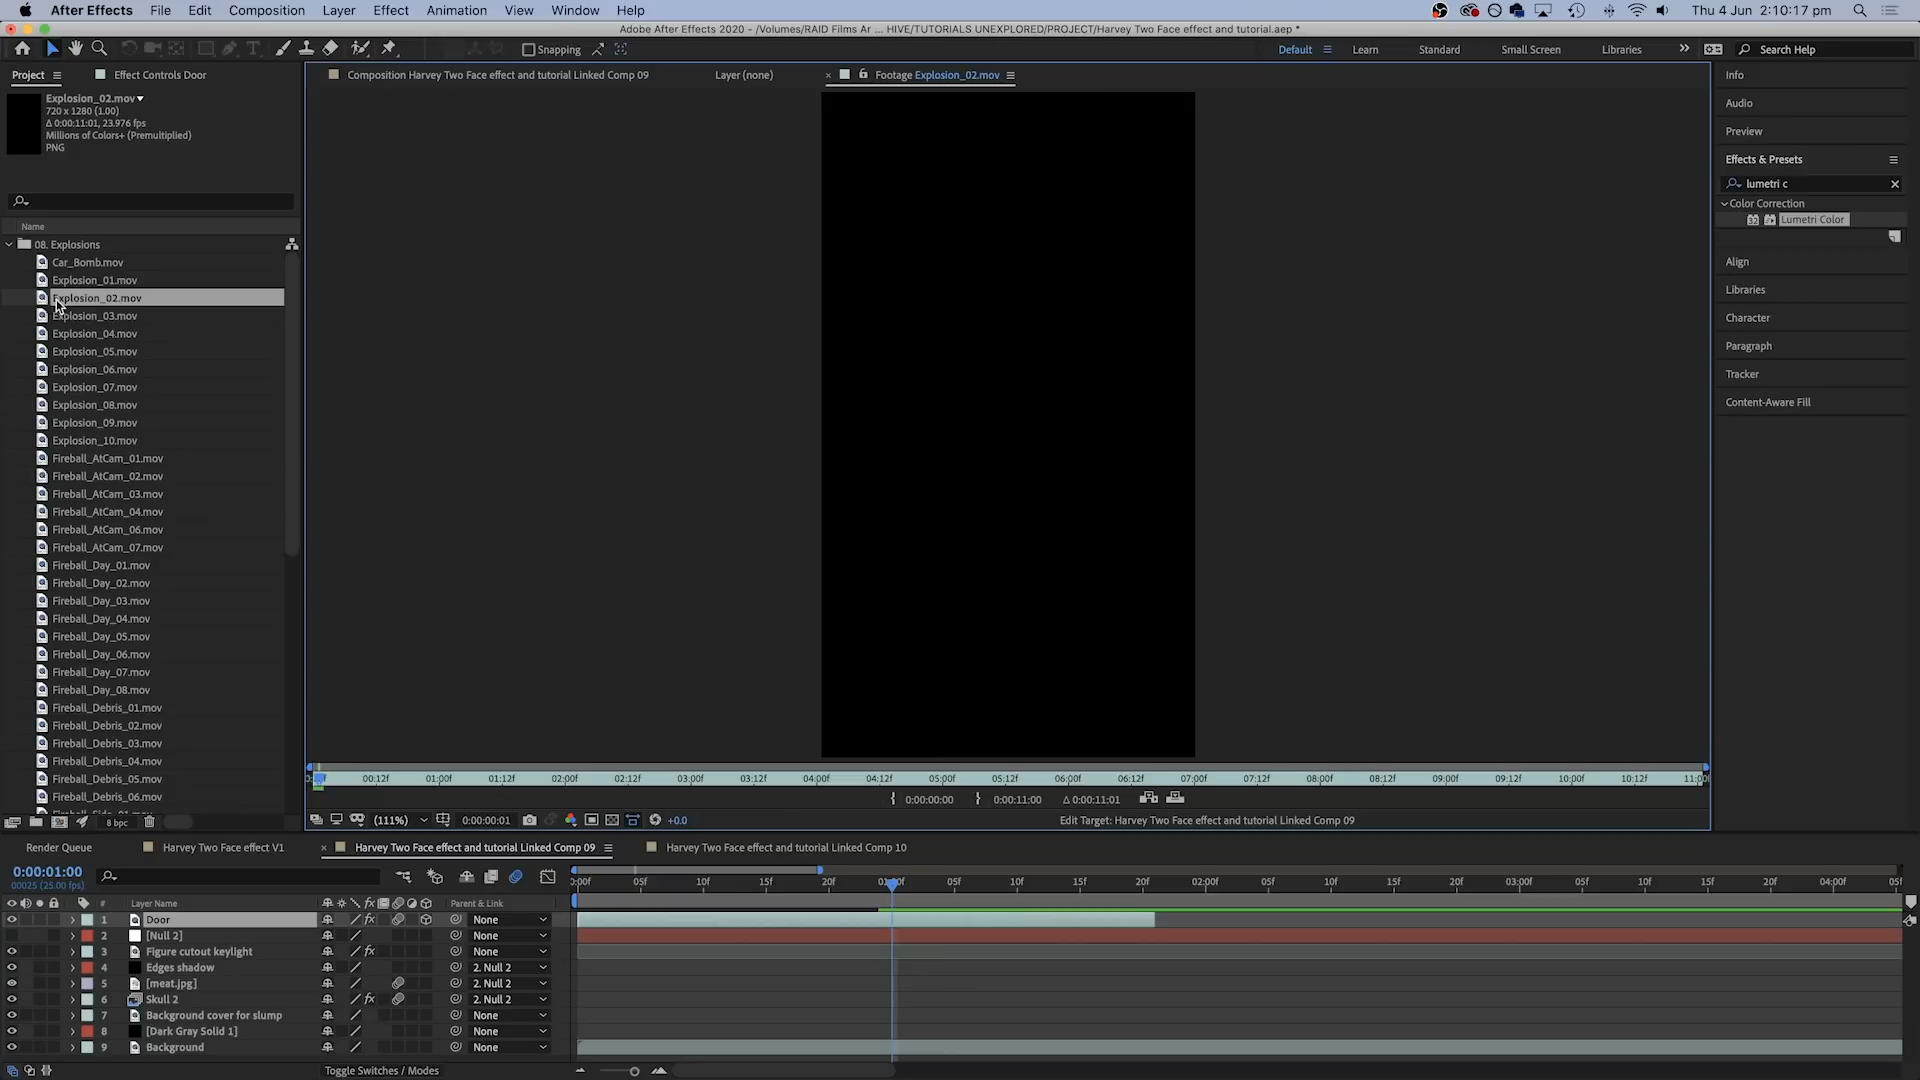 After Effects File Edit Composition Layer Effect Animation View Window Help Thu 4 Jun 2:10:17 pm
Adobe After Effects 2020 - /Volumes/RAID Films Ar ... HIVE/TUTORIALS UNEXPLORED/PROJECT/Harvey Two Face effect and tutorial.aep *
Snapping Default Learn Standard Small Screen Libraries Search Help
Project Effect Controls Door Composition Harvey Two Face effect and tutorial Linked Comp 09 Layer (none) Footage Explosion_02.mov Info
Explosion_02.mov
720 x 1280 (1.00)
Δ 0:00:11:01, 23.976 fps
Millions of Colors+ (Premultiplied)
PNG
Audio
Preview
Effects & Presets
lumetri c
Color Correction
Lumetri Color
Align
Libraries
Character
Paragraph
Tracker
Content-Aware Fill
Name
08. Explosions
Car_Bomb.mov
Explosion_01.mov
Explosion_02.mov
Explosion_03.mov
Explosion_04.mov
Explosion_05.mov
Explosion_06.mov
Explosion_07.mov
Explosion_08.mov
Explosion_09.mov
Explosion_10.mov
Fireball_AtCam_01.mov
Fireball_AtCam_02.mov
Fireball_AtCam_03.mov
Fireball_AtCam_04.mov
Fireball_AtCam_06.mov
Fireball_AtCam_07.mov
Fireball_Day_01.mov
Fireball_Day_02.mov
Fireball_Day_03.mov
Fireball_Day_04.mov
Fireball_Day_05.mov
Fireball_Day_06.mov
Fireball_Day_07.mov
Fireball_Day_08.mov
Fireball_Debris_01.mov
Fireball_Debris_02.mov
Fireball_Debris_03.mov
Fireball_Debris_04.mov
Fireball_Debris_05.mov
Fireball_Debris_06.mov
8 bpc
00:12f 01:00f 01:12f 02:00f 02:12f 03:00f 03:12f 04:00f 04:12f 05:00f 05:12f 06:00f 06:12f 07:00f 07:12f 08:00f 08:12f 09:00f 09:12f 10:00f 10:12f 11:00
0:00:00:00 0:00:11:00 Δ 0:00:11:01
(111%) 0:00:00:01 +0.0 Edit Target: Harvey Two Face effect and tutorial Linked Comp 09
Render Queue Harvey Two Face effect V1 Harvey Two Face effect and tutorial Linked Comp 09 Harvey Two Face effect and tutorial Linked Comp 10
0:00:01:00
00025 (25.00 fps)
:00f 05f 10f 15f 20f 01:00f 05f 10f 15f 20f 02:00f 05f 10f 15f 20f 03:00f 05f 10f 15f 20f 04:00f 05f
# Layer Name Parent & Link
1 Door None
2 [Null 2] None
3 Figure cutout keylight None
4 Edges shadow 2. Null 2
5 [meat.jpg] 2. Null 2
6 Skull 2 2. Null 2
7 Background cover for slump None
8 [Dark Gray Solid 1] None
9 Background None
Toggle Switches / Modes